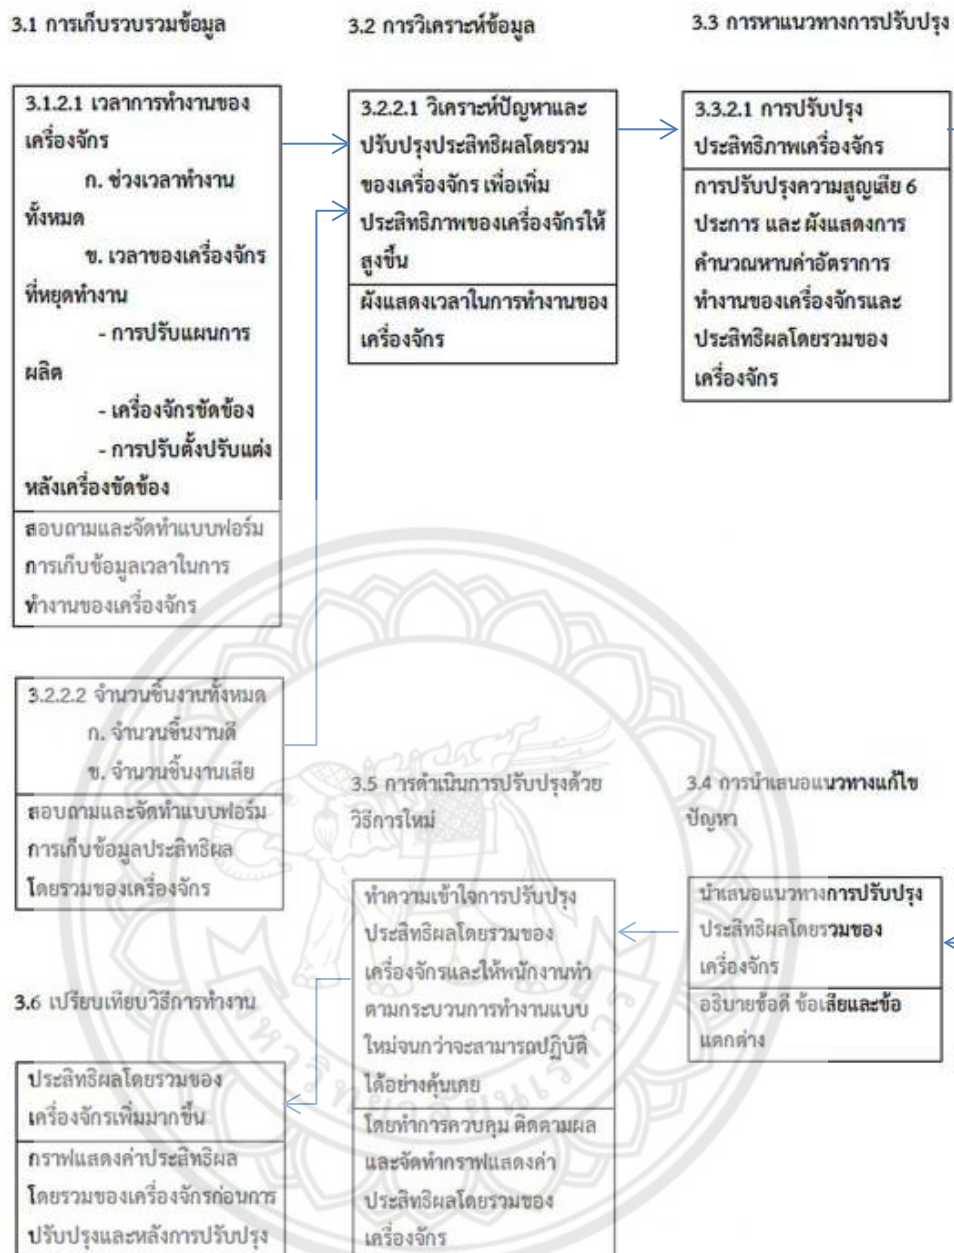 3.1 การเก็บรวบรวมข้อมูล
3.1.2.1 เวลาการทำงานของ
เครื่องจักร
ก. ช่วงเวลาทำงาน
ทั้งหมด
ข. เวลาของเครื่องจักร
ที่หยุดทำงาน
- การปรับแผนการ
ผลิต
- เครื่องจักรขัดข้อง
- การปรับตั้งปรับแต่ง
หลังเครื่องขัดข้อง
สอบถามและจัดทำแบบฟอร์ม
การเก็บข้อมูลเวลาในการ
ทำงานของเครื่องจักร
3.2.2.2 จำนวนชิ้นงานทั้งหมด
ก. จำนวนชิ้นงานดี
ข. จำนวนชิ้นงานเสีย
สอบถามและจัดทำแบบฟอร์ม
การเก็บข้อมูลประสิทธิผล
โดยรวมของเครื่องจักร
3.2 การวิเคราะห์ข้อมูล
3.2.2.1 วิเคราะห์ปัญหาและ
ปรับปรุงประสิทธิผลโดยรวม
ของเครื่องจักร เพื่อเพิ่ม
ประสิทธิภาพของเครื่องจักรให้
สูงขึ้น
ผังแสดงเวลาในการทำงานของ
เครื่องจักร
3.3 การหาแนวทางการปรับปรุง
3.3.2.1 การปรับปรุง
ประสิทธิภาพเครื่องจักร
การปรับปรุงความสูญเสีย 6
ประการ และ ผังแสดงการ
คำนวณหานค่าอัตราการ
ทำงานของเครื่องจักรและ
ประสิทธิผลโดยรวมของ
เครื่องจักร
3.4 การนำเสนอแนวทางแก้ไข
ปัญหา
นำเสนอแนวทางการปรับปรุง
ประสิทธิผลโดยรวมของ
เครื่องจักร
อธิบายข้อดี ข้อเสียและข้อ
แตกต่าง
3.5 การดำเนินการปรับปรุงด้วย
วิธีการใหม่
ทำความเข้าใจการปรับปรุง
ประสิทธิผลโดยรวมของ
เครื่องจักรและให้พนักงานทำ
ตามกระบวนการทำงานแบบ
ใหม่จนกว่าจะสามารถปฏิบัติ
ได้อย่างคุ้นเคย
โดยทำการควบคุม ติดตามผล
และจัดทำกราฟแสดงค่า
ประสิทธิผลโดยรวมของ
เครื่องจักร
3.6 เปรียบเทียบวิธีการทำงาน
ประสิทธิผลโดยรวมของ
เครื่องจักรเพิ่มมากขึ้น
กราฟแสดงค่าประสิทธิผล
โดยรวมของเครื่องจักรก่อนการ
ปรับปรุงและหลังการปรับปรุง
มหาวิทยาลัยนเรศวร